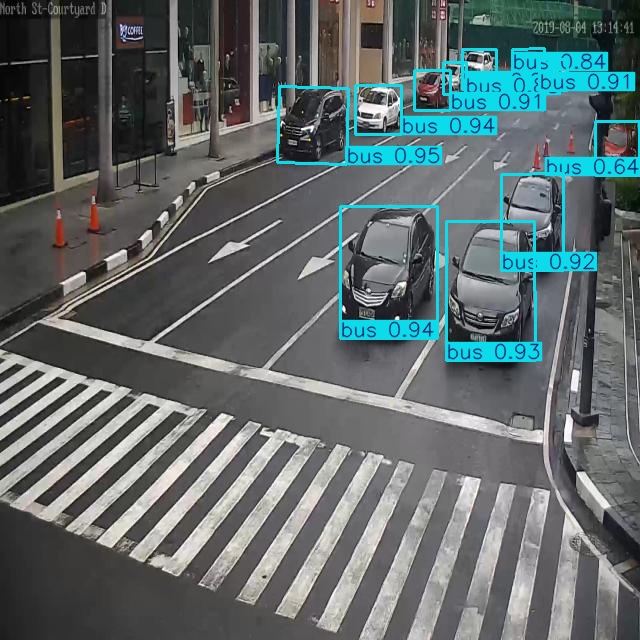 North St-Courtyard D
2019-08-04 13:14:41
COFFEE
bus 0.84
bus 0.91
bus 0.91
bus 0.94
bus 0.95
bus 0.64
bus 0.92
bus 0.94
bus 0.93